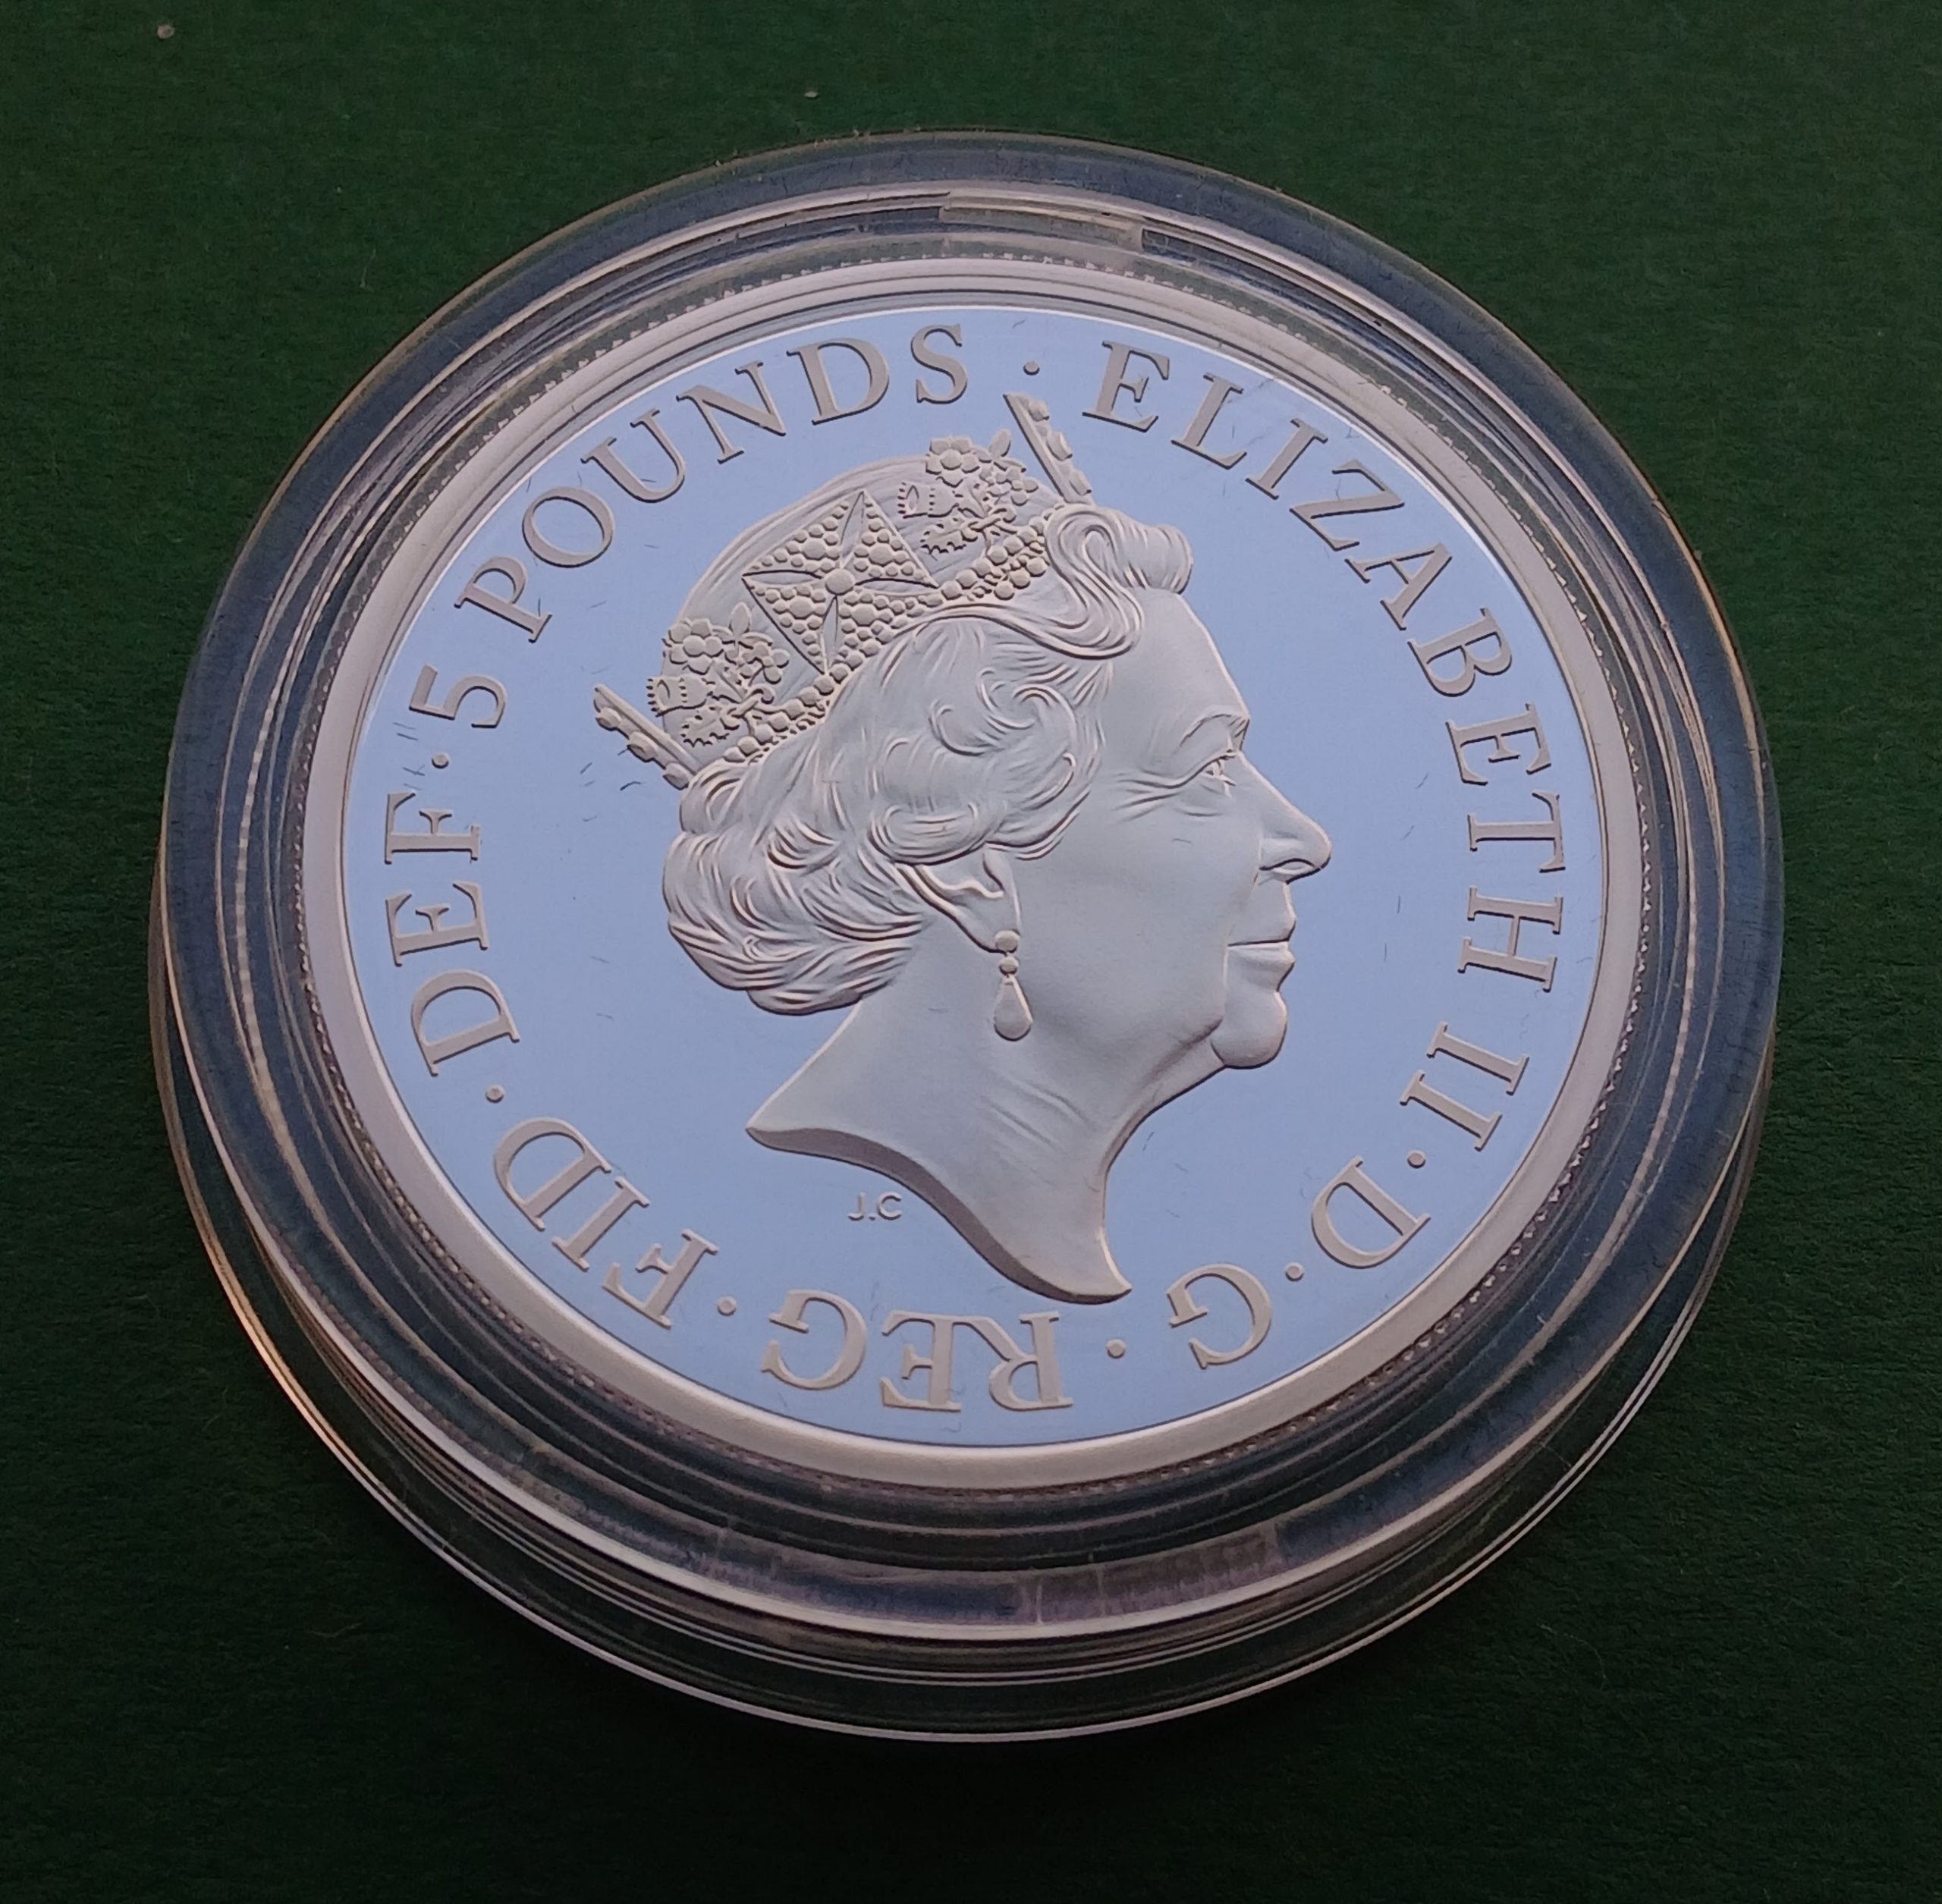 ELIZABETH II · D · G · REG · FID · DEF · 5 POUNDS ·
J.C